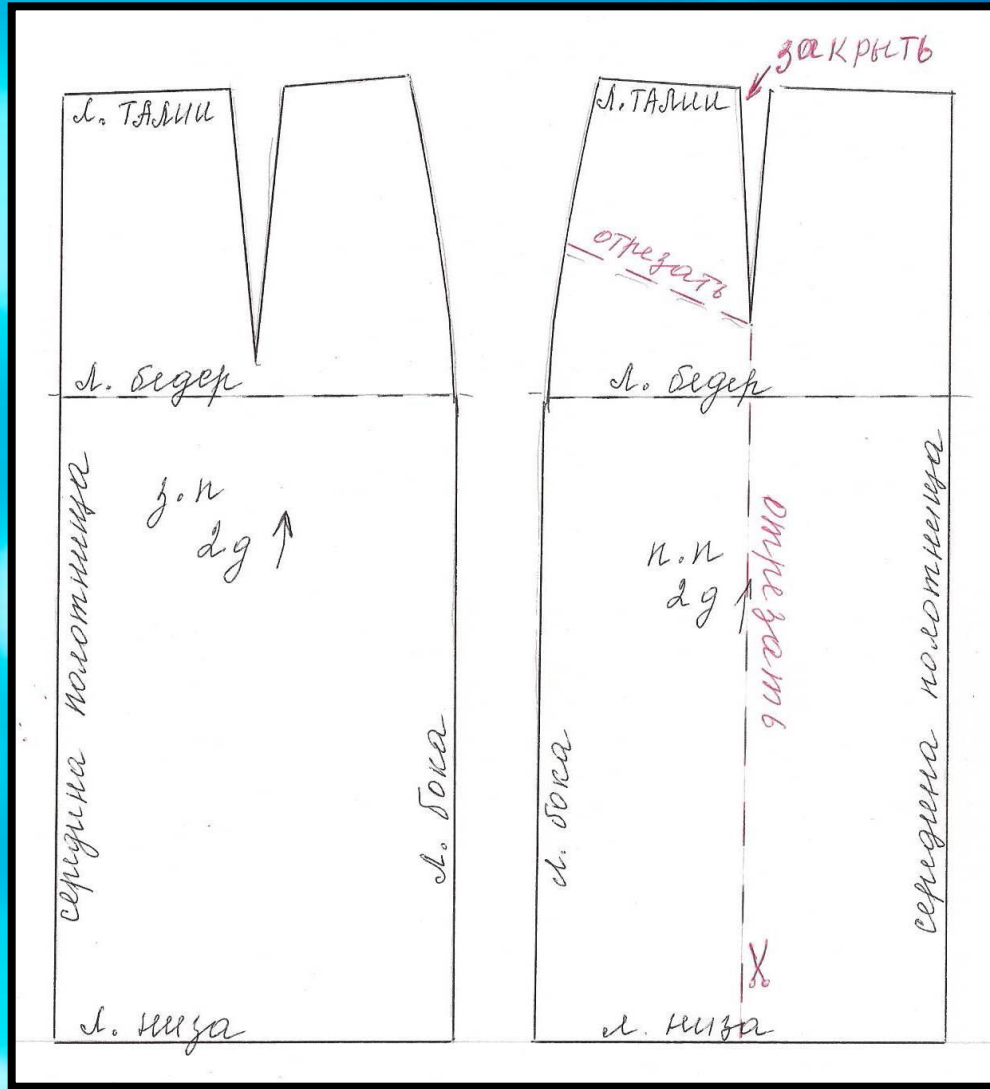 закрыть
Л. ТАЛИИ
Л. ТАЛИИ
отрезать
Л. бедер
Л. бедер
середина полотнища
з.п
2д
Л. бока
Л. бока
п.п
2д
отрезать
середина полотнища
Л. низа
Л. низа